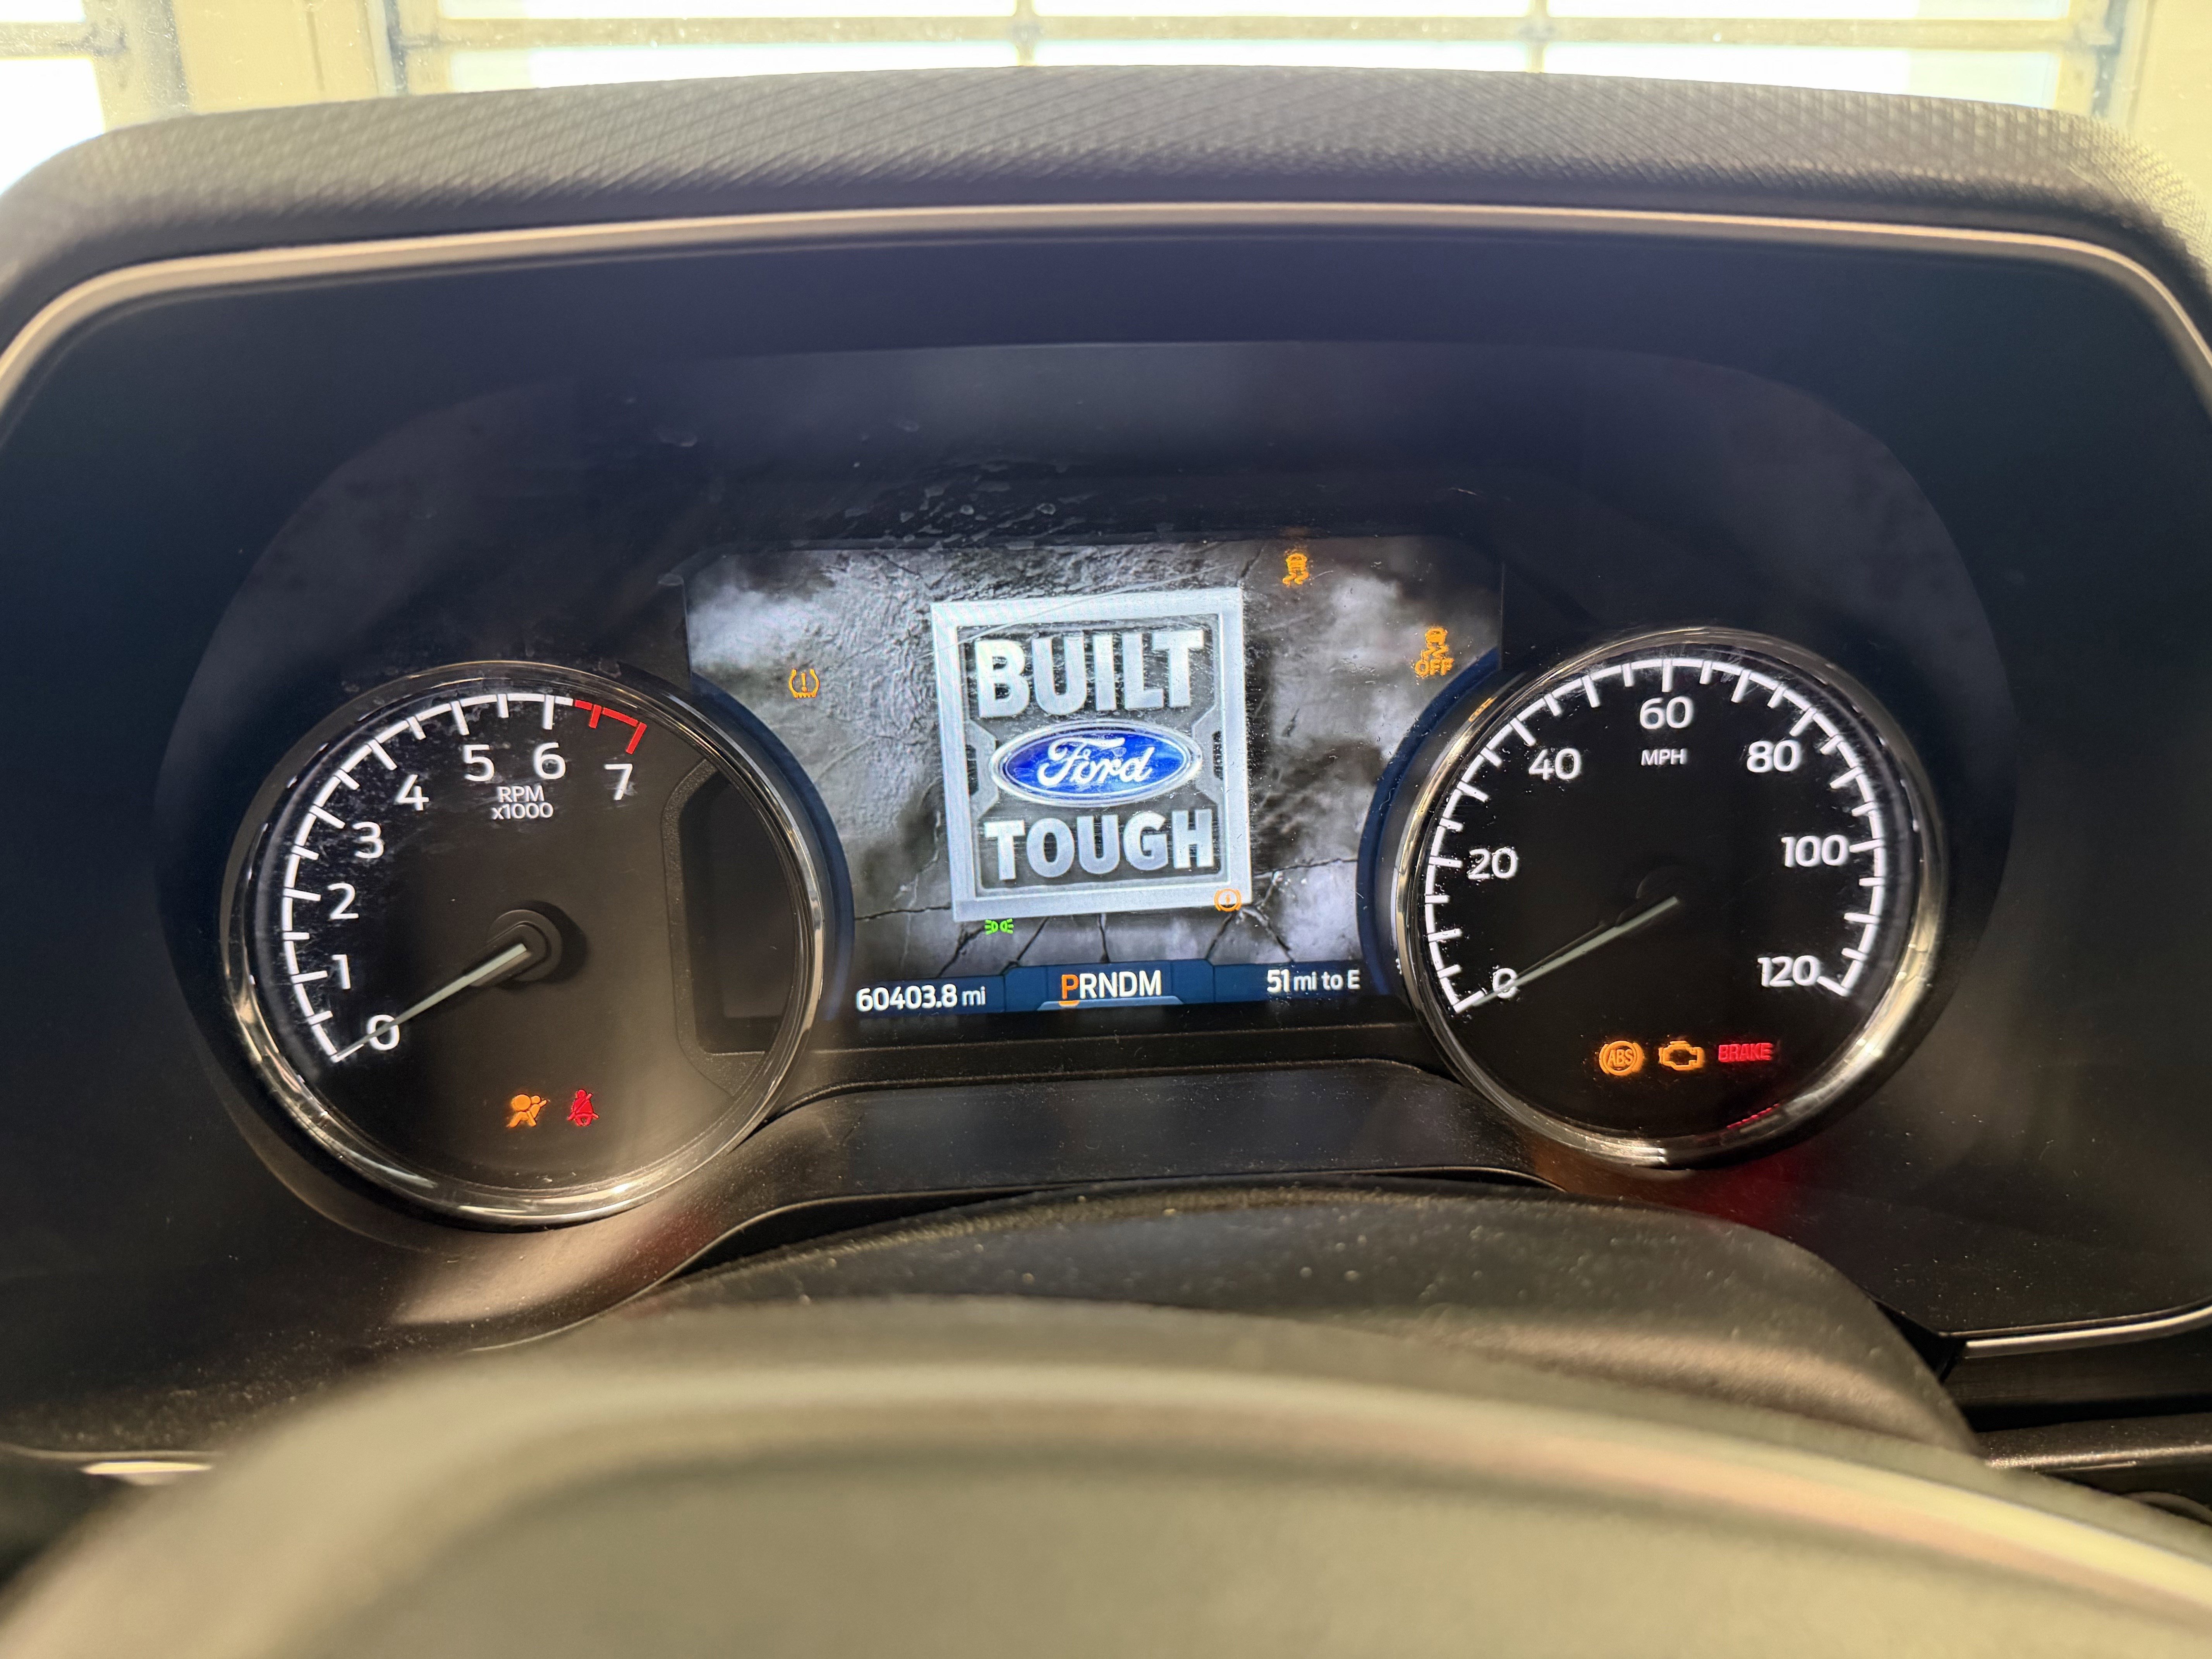 BUILT
Ford
TOUGH
OFF
60403.8 mi
PRNDM
51 mi to E
0
1
2
3
4
5
6
7
RPM
x1000
0
20
40
60
80
100
120
MPH
ABS
BRAKE